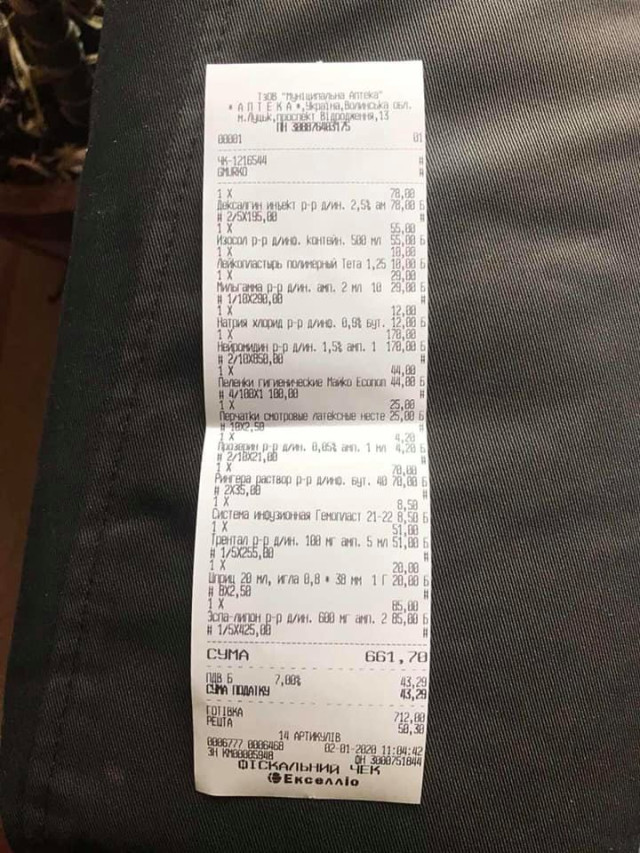 ТзОВ "Муніципальна Аптека"
* А П Т Е К А *,Україна,Волинська обл.
м.Луцьк,проспект Відродження,13
ПН 300076403175
00001 01
ЧК-1216544 #
GMURKO #
1 X 78,00
Дексалгин инъект р-р д/ин. 2,5% ам 78,00 Б
# 2/5X195,00 #
1 X 55,00
Изосол р-р д/инф. контейн. 500 мл 55,00 Б
1 X 10,00
Лейкопластырь полимерный Тета 1,25 10,00 Б
1 X 29,00
Мильгамма р-р д/ин. амп. 2 мл 10 29,00 Б
# 1/10X290,00 #
1 X 12,00
Натрия хлорид р-р д/инф. 0,9% бут. 12,00 Б
1 X 170,00
Нейромидин р-р д/ин. 1,5% амп. 1 170,00 Б
# 2/10X850,00 #
1 X 44,00
Пеленки гигиенические Майко Econom 44,00 Б
# 4/100X1 100,00 #
1 X 25,00
Перчатки смотровые латексные несте 25,00 Б
# 10X2,50 #
1 X 4,20
Прозерин р-р д/ин. 0,05% амп. 1 мл 4,20 Б
# 2/10X21,00 #
1 X 70,00
Рингера раствор р-р д/инф. бут. 40 70,00 Б
# 2X35,00 #
1 X 8,50
Система инфузионная Гемопласт 21-22 8,50 Б
1 X 51,00
Трентал р-р д/ин. 100 мг амп. 5 мл 51,00 Б
# 1/5X255,00 #
1 X 20,00
Шприц 20 мл, игла 0,8 * 38 мм 1 Г 20,00 Б
# 8X2,50 #
1 X 85,00
Эспа-липон р-р д/ин. 600 мг амп. 2 85,00 Б
# 1/5X425,00 #
СУМА 661,70
ПДВ Б 7,00% 43,29
СУМА ПОДАТКУ 43,29
ГОТІВКА 712,00
РЕШТА 50,30
14 АРТИКУЛІВ
0006777 0006468 02-01-2020 11:04:42
ЗН КМ00005948 ФН 3000751844
ФІСКАЛЬНИЙ ЧЕК
Екселліо